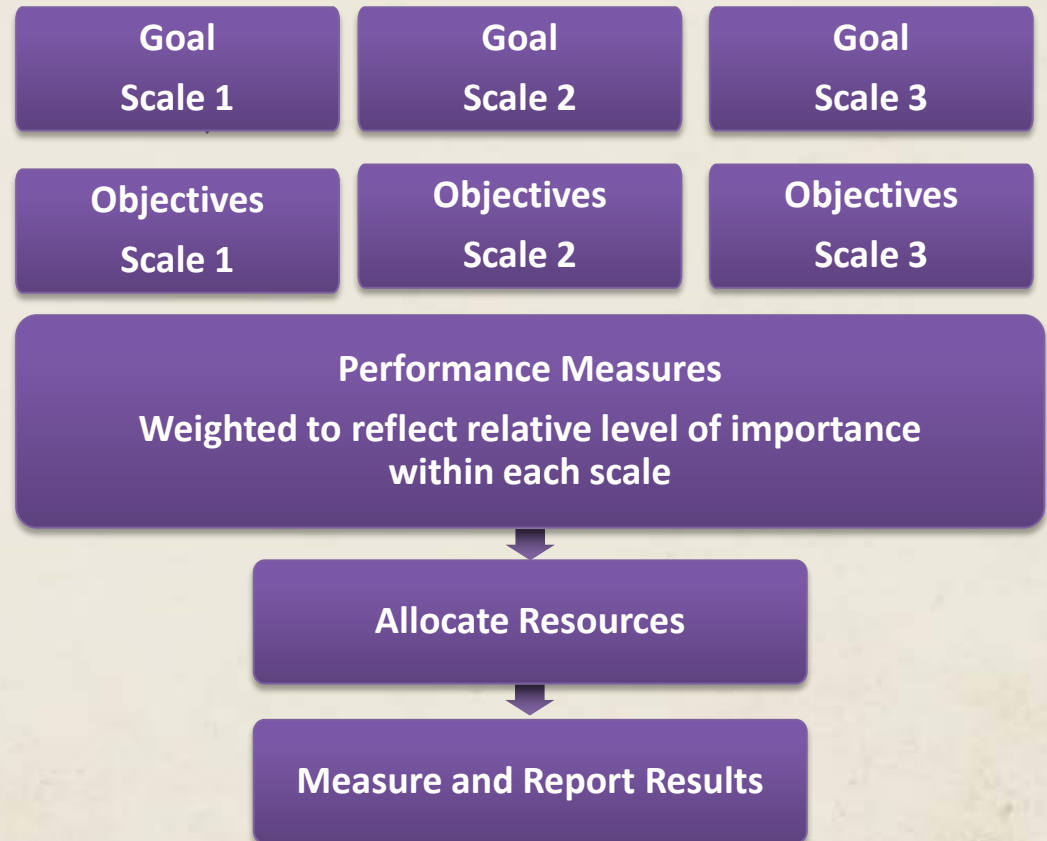 Goal
Scale 1
Goal
Scale 2
Goal
Scale 3
Objectives
Scale 1
Objectives
Scale 2
Objectives
Scale 3
Performance Measures
Weighted to reflect relative level of importance
within each scale
Allocate Resources
Measure and Report Results